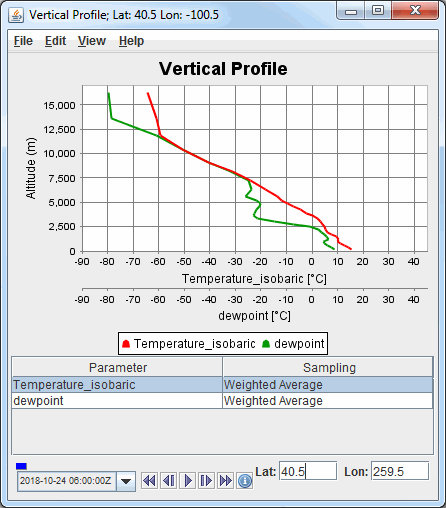 Vertical Profile; Lat: 40.5 Lon: -100.5
File Edit View Help
Vertical Profile
Altitude (m)
15,000
12,500
10,000
7,500
5,000
2,500
0
-90 -80 -70 -60 -50 -40 -30 -20 -10 0 10 20 30 40
Temperature_isobaric [°C]
-90 -80 -70 -60 -50 -40 -30 -20 -10 0 10 20 30 40
dewpoint [°C]
Temperature_isobaric dewpoint
Parameter Sampling
Temperature_isobaric Weighted Average
dewpoint Weighted Average
2018-10-24 06:00:00Z Lat: 40.5 Lon: 259.5